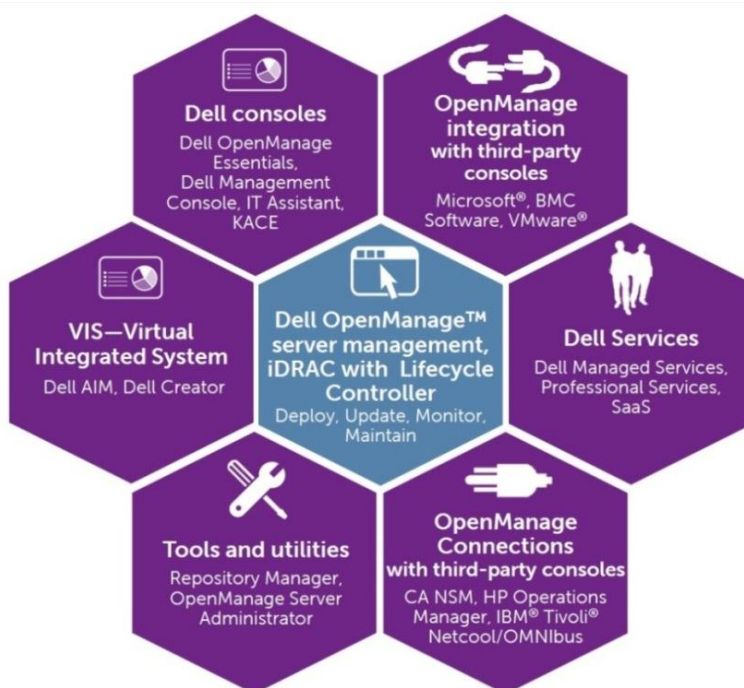 Dell consoles
Dell OpenManage
Essentials,
Dell Management
Console, IT Assistant,
KACE
OpenManage
integration
with third-party
consoles
Microsoft®, BMC
Software, VMware®
VIS—Virtual
Integrated System
Dell AIM, Dell Creator
Dell OpenManage™
server management,
iDRAC with Lifecycle
Controller
Deploy, Update, Monitor,
Maintain
Dell Services
Dell Managed Services,
Professional Services,
SaaS
Tools and utilities
Repository Manager,
OpenManage Server
Administrator
OpenManage
Connections
with third-party consoles
CA NSM, HP Operations
Manager, IBM® Tivoli®
Netcool/OMNIbus